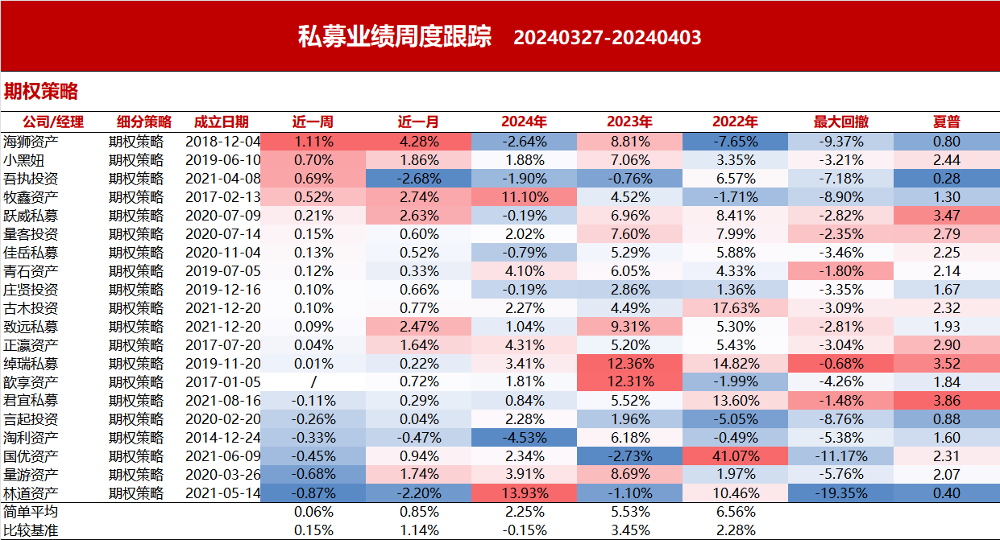 私募业绩周度跟踪 20240327-20240403
期权策略
公司/经理 细分策略 成立日期 近一周 近一月 2024年 2023年 2022年 最大回撤 夏普
海狮资产 期权策略 2018-12-04 1.11% 4.28% -2.64% 8.81% -7.65% -9.37% 0.80
小黑妞 期权策略 2019-06-10 0.70% 1.86% 1.88% 7.06% 3.35% -3.21% 2.44
吾执投资 期权策略 2021-04-08 0.69% -2.68% -1.90% -0.76% 6.57% -7.18% 0.28
牧鑫资产 期权策略 2017-02-13 0.52% 2.74% 11.10% 4.52% -1.71% -8.90% 1.30
跃威私募 期权策略 2020-07-09 0.21% 2.63% -0.19% 6.96% 8.41% -2.82% 3.47
量客投资 期权策略 2020-07-14 0.15% 0.60% 2.02% 7.60% 7.99% -2.35% 2.79
佳岳私募 期权策略 2020-11-04 0.13% 0.52% -0.79% 5.29% 5.88% -3.46% 2.25
青石资产 期权策略 2019-07-05 0.12% 0.33% 4.10% 6.05% 4.33% -1.80% 2.14
庄贤投资 期权策略 2019-12-16 0.10% 0.66% -0.19% 2.86% 1.36% -3.35% 1.67
古木投资 期权策略 2021-12-20 0.10% 0.77% 2.27% 4.49% 17.63% -3.09% 2.32
致远私募 期权策略 2021-12-20 0.09% 2.47% 1.04% 9.31% 5.30% -2.81% 1.93
正瀛资产 期权策略 2017-07-20 0.04% 1.64% 4.31% 5.20% 5.43% -3.04% 2.90
绰瑞私募 期权策略 2019-11-20 0.01% 0.22% 3.41% 12.36% 14.82% -0.68% 3.52
歆享资产 期权策略 2017-01-05 / 0.72% 1.81% 12.31% -1.99% -4.26% 1.84
君宜私募 期权策略 2021-08-16 -0.11% 0.29% 0.84% 5.52% 13.60% -1.48% 3.86
言起投资 期权策略 2020-02-20 -0.26% 0.04% 2.28% 1.96% -5.05% -8.76% 0.88
淘利资产 期权策略 2014-12-24 -0.33% -0.47% -4.53% 6.18% -0.49% -5.38% 1.60
国优资产 期权策略 2021-06-09 -0.45% 0.94% 2.34% -2.73% 41.07% -11.17% 2.31
量游资产 期权策略 2020-03-26 -0.68% 1.74% 3.91% 8.69% 1.97% -5.76% 2.07
林道资产 期权策略 2021-05-14 -0.87% -2.20% 13.93% -1.10% 10.46% -19.35% 0.40
简单平均 0.06% 0.85% 2.25% 5.53% 6.56%
比较基准 0.15% 1.14% -0.15% 3.45% 2.28%